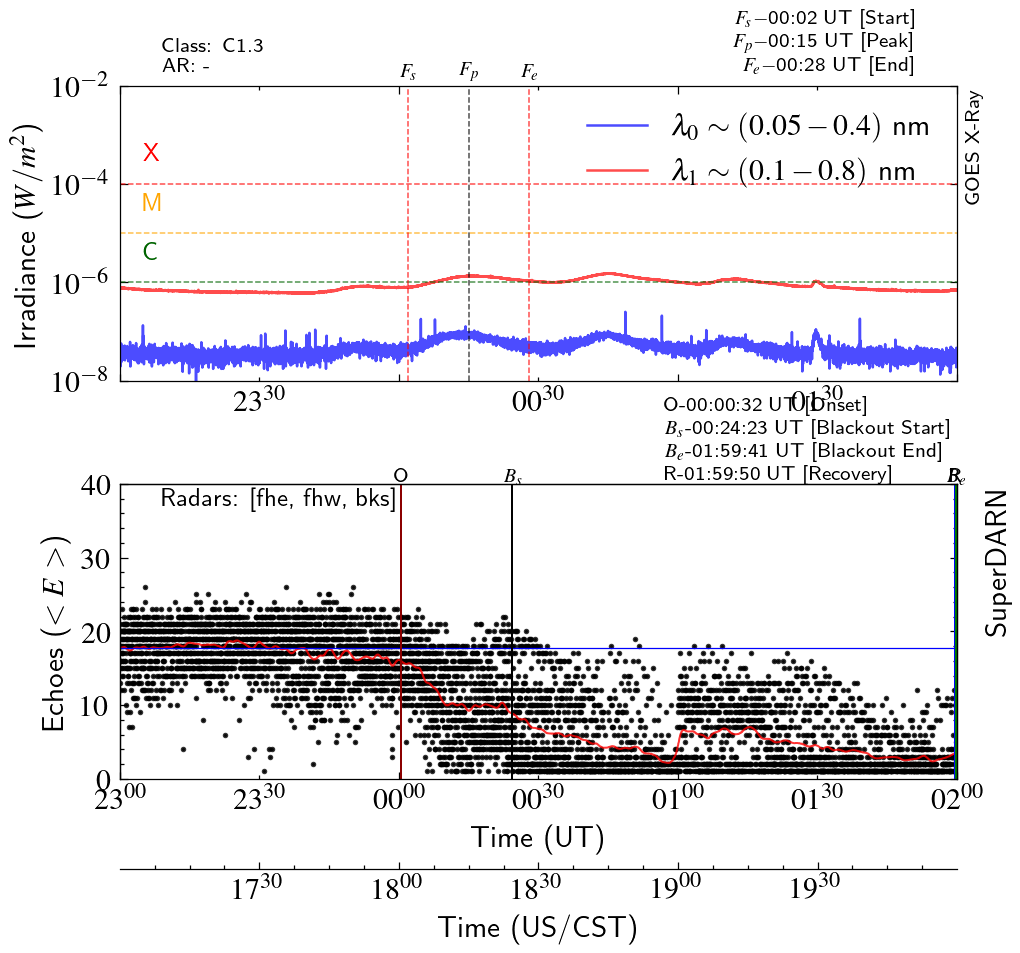 Class: C1.3
AR: -
F_s−00:02 UT [Start]
F_p−00:15 UT [Peak]
F_e−00:28 UT [End]
F_s F_p F_e
10^−2
10^−4
10^−6
10^−8
Irradiance (W/m^2)
X
M
C
λ_0 ∼ (0.05 − 0.4) nm
λ_1 ∼ (0.1 − 0.8) nm
GOES X-Ray
23^30 00^30 01^30
O-00:00:32 UT [Onset]
B_s-00:24:23 UT [Blackout Start]
B_e-01:59:41 UT [Blackout End]
R-01:59:50 UT [Recovery]
O B_s B_e R
Radars: [fhe, fhw, bks]
40
30
20
10
0
Echoes (< E >)
SuperDARN
23^00 23^30 00^00 00^30 01^00 01^30 02^00
Time (UT)
17^30 18^00 18^30 19^00 19^30
Time (US/CST)